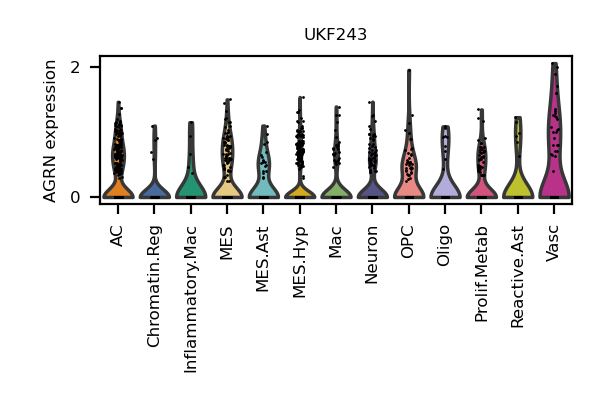 UKF243
AGRN expression
2
0
AC
Chromatin.Reg
Inflammatory.Mac
MES
MES.Ast
MES.Hyp
Mac
Neuron
OPC
Oligo
Prolif.Metab
Reactive.Ast
Vasc